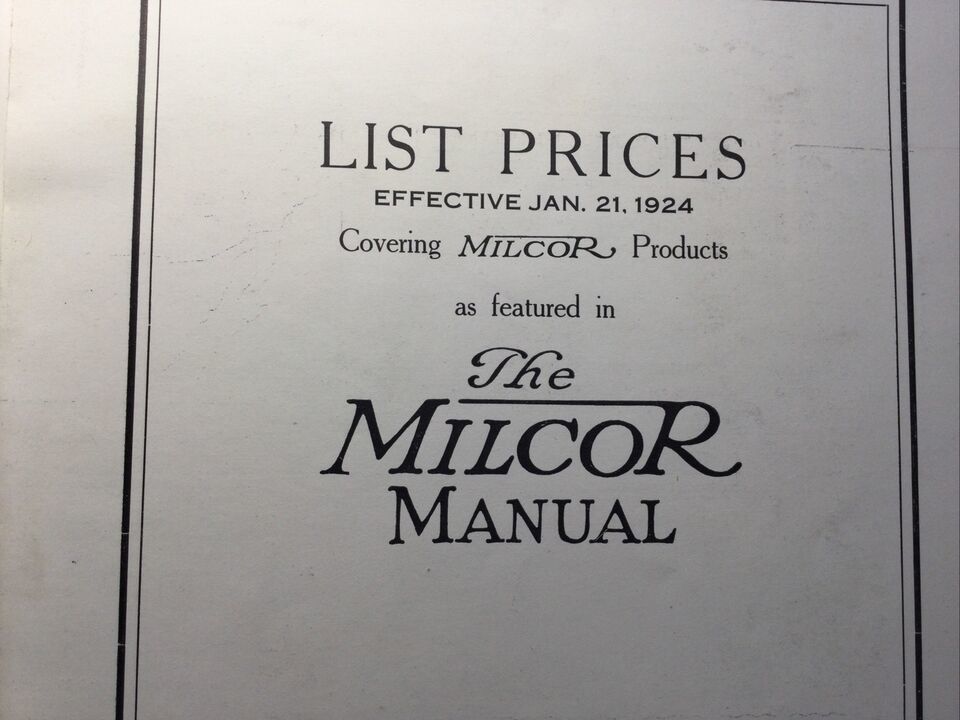 LIST PRICES
EFFECTIVE JAN. 21, 1924
Covering MILCOR Products
as featured in
The
MILCOR
MANUAL